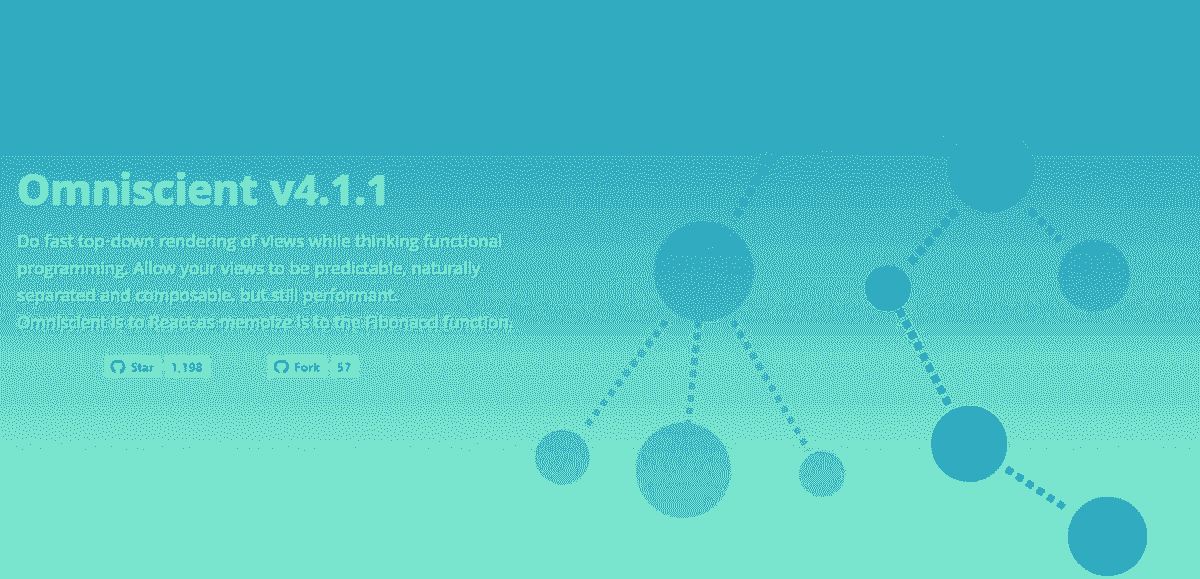 Omniscient v4.1.1
Do fast top-down rendering of views while thinking functional
programming. Allow your views to be predictable, naturally
separated and composable, but still performant.
Omniscient is to React as memoize is to the Fibonacci function.
Star 1,198 Fork 57